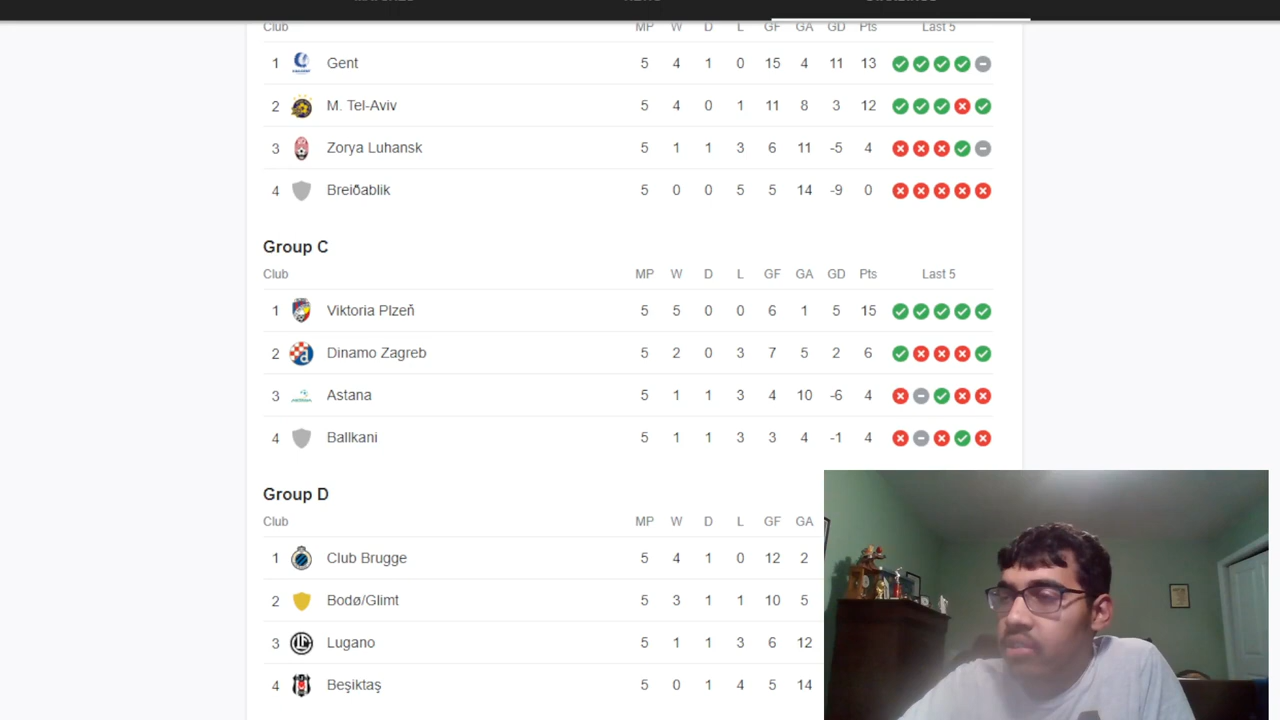 Club MP W D L GF GA GD Pts Last 5
1 Gent 5 4 1 0 15 4 11 13
2 M. Tel-Aviv 5 4 0 1 11 8 3 12
3 Zorya Luhansk 5 1 1 3 6 11 -5 4
4 Breiðablik 5 0 0 5 5 14 -9 0
Group C
Club MP W D L GF GA GD Pts Last 5
1 Viktoria Plzeň 5 5 0 0 6 1 5 15
2 Dinamo Zagreb 5 2 0 3 7 5 2 6
3 Astana 5 1 1 3 4 10 -6 4
4 Ballkani 5 1 1 3 3 4 -1 4
Group D
Club MP W D L GF GA
1 Club Brugge 5 4 1 0 12 2
2 Bodø/Glimt 5 3 1 1 10 5
3 Lugano 5 1 1 3 6 12
4 Beşiktaş 5 0 1 4 5 14